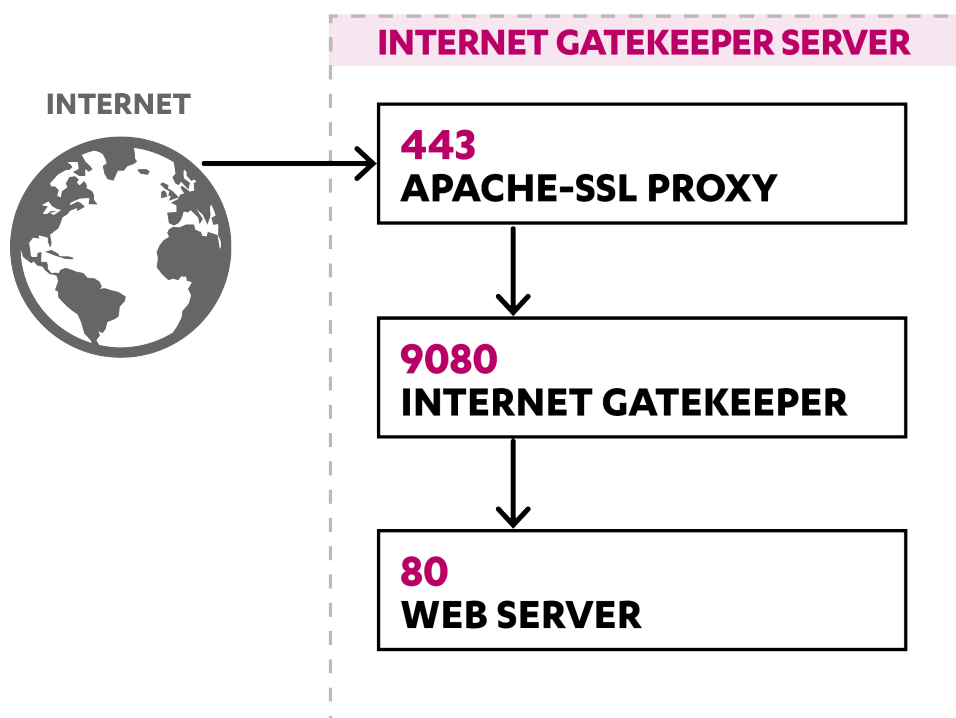 INTERNET GATEKEEPER SERVER
INTERNET
443
APACHE-SSL PROXY
9080
INTERNET GATEKEEPER
80
WEB SERVER